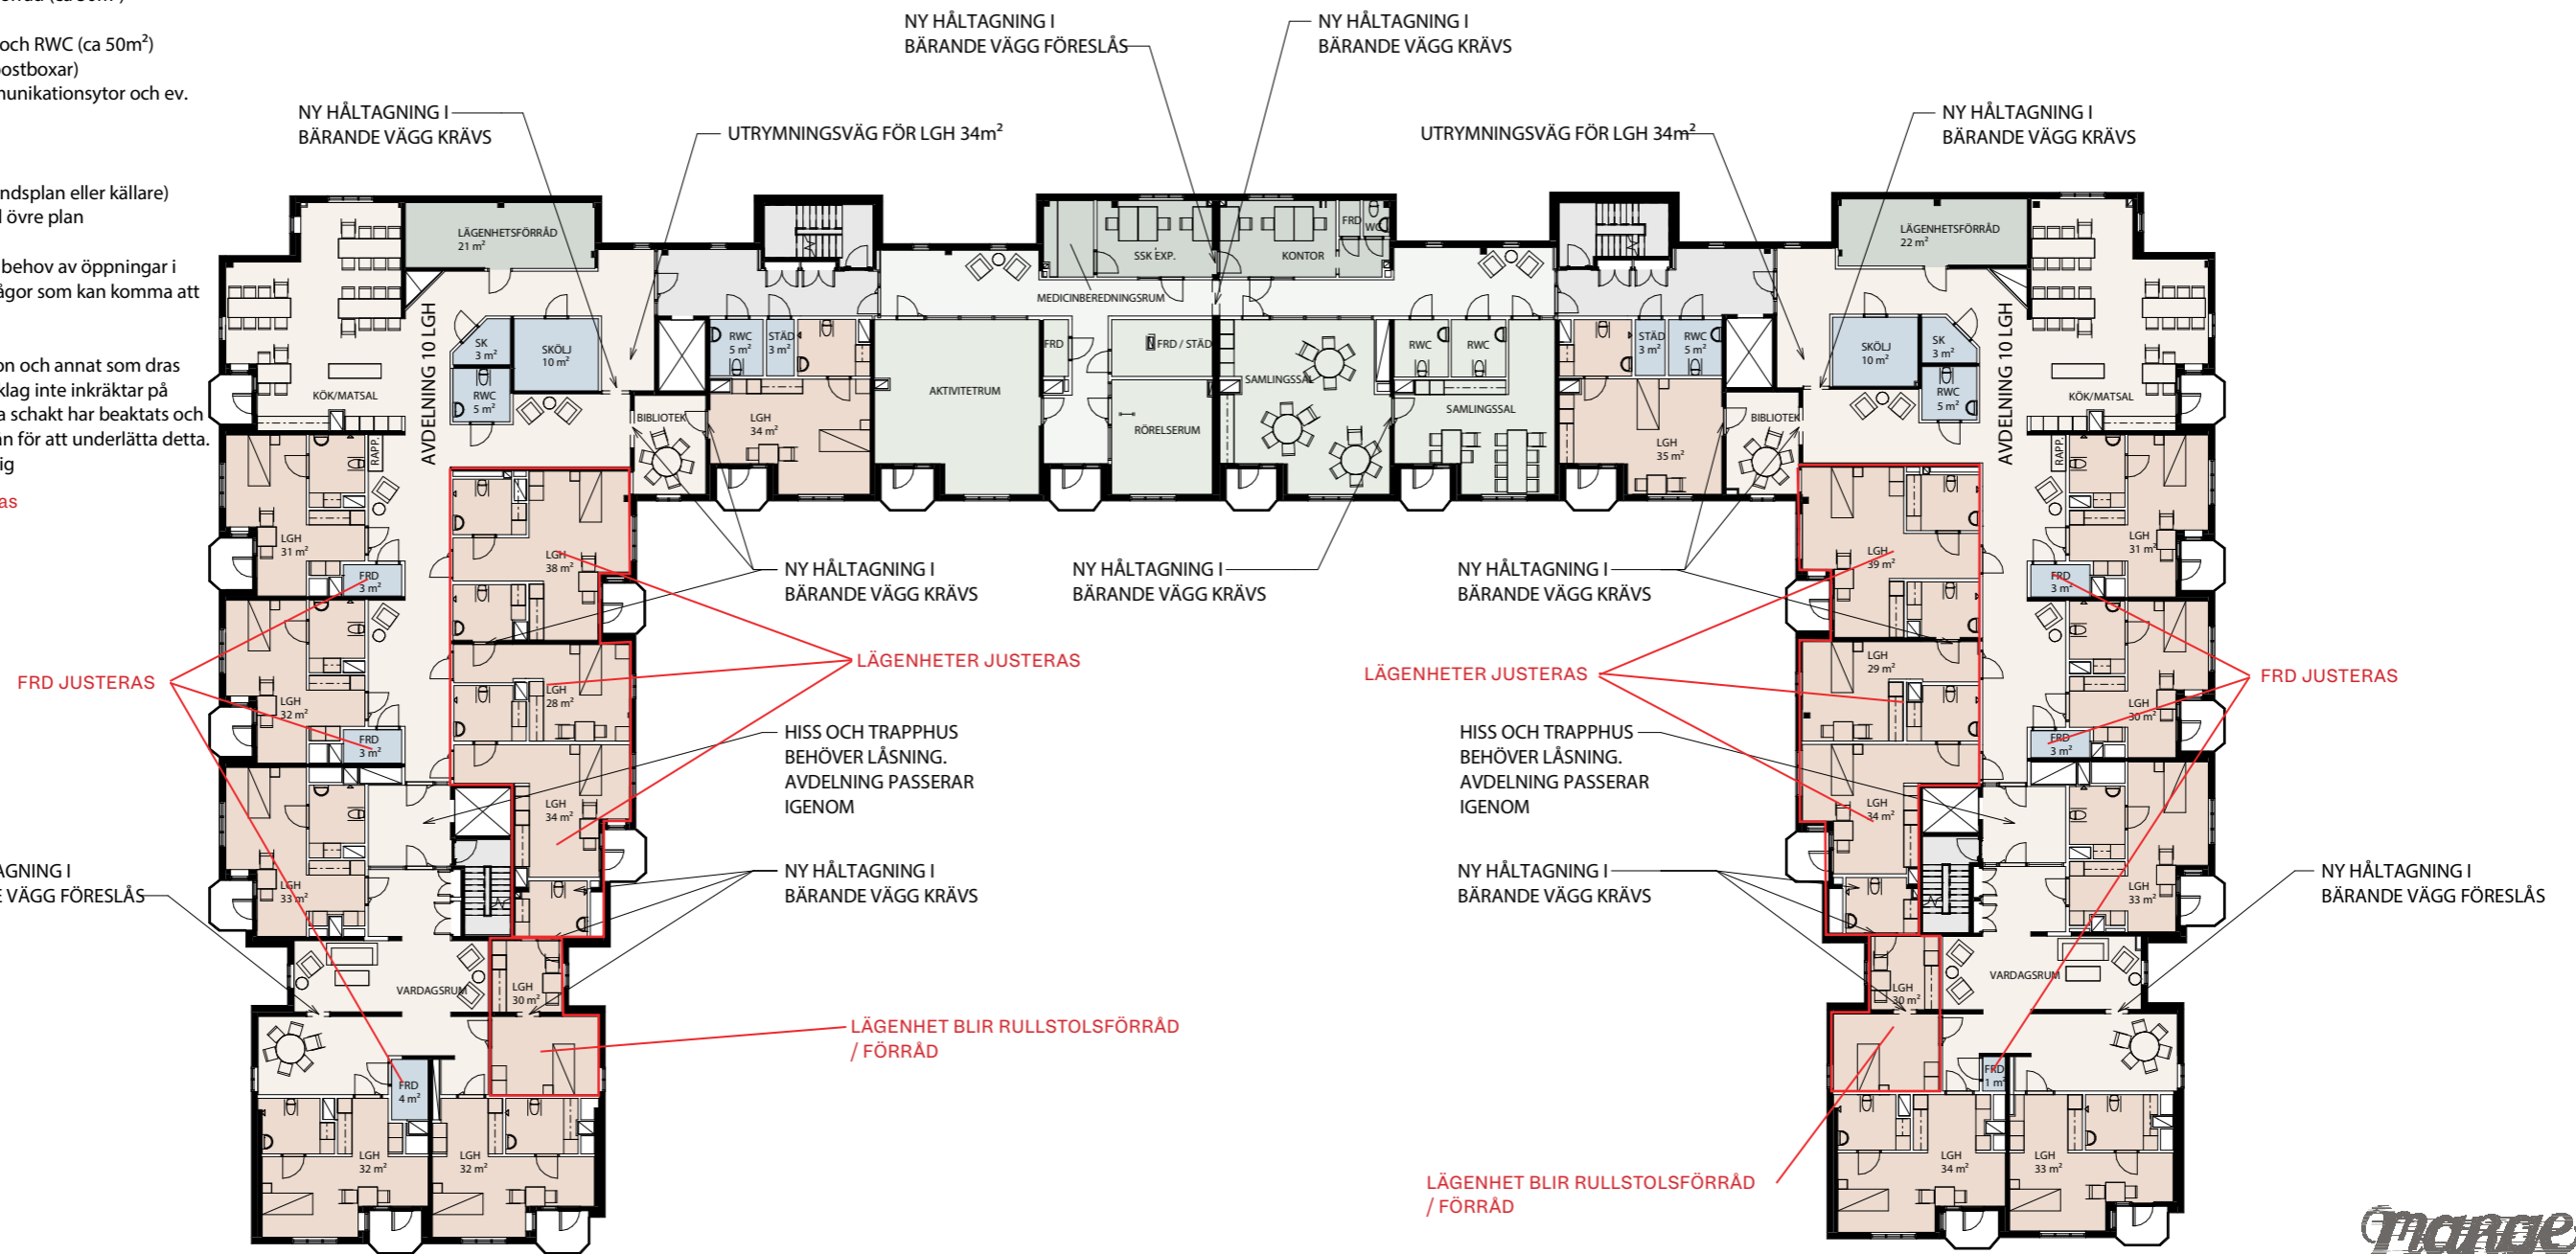 och RWC (ca 50m²)
ev.
övre plan
behov av öppningar i
som kan komma att
och annat som dras
inte inkräktar på
schakt har beaktats och
för att underlätta detta.
NY HÅLTAGNING I
BÄRANDE VÄGG FÖRESLÅS
NY HÅLTAGNING I
BÄRANDE VÄGG KRÄVS
NY HÅLTAGNING I
BÄRANDE VÄGG KRÄVS
UTRYMNINGSVÄG FÖR LGH 34m²
UTRYMNINGSVÄG FÖR LGH 34m²
NY HÅLTAGNING I
BÄRANDE VÄGG KRÄVS
LÄGENHETSFÖRRÅD
21 m²
SSK EXP.
KONTOR
FRD
WC
LÄGENHETSFÖRRÅD
22 m²
MEDICINBEREDNINGSRUM
AVDELNING 10 LGH
SK
3 m²
SKÖLJ
10 m²
RWC
5 m²
STÄD
3 m²
FRD
FRD / STÄD
RWC
RWC
STÄD
3 m²
RWC
5 m²
SKÖLJ
10 m²
SK
3 m²
AVDELNING 10 LGH
KÖK/MATSAL
RWC
5 m²
BIBLIOTEK
LGH
34 m²
AKTIVITETRUM
RÖRELSERUM
SAMLINGSSAL
SAMLINGSSAL
LGH
35 m²
BIBLIOTEK
RWC
5 m²
KÖK/MATSAL
RAPP.
RAPP.
LGH
31 m²
FRD
3 m²
LGH
38 m²
LGH
39 m²
LGH
31 m²
FRD
3 m²
NY HÅLTAGNING I
BÄRANDE VÄGG KRÄVS
NY HÅLTAGNING I
BÄRANDE VÄGG KRÄVS
NY HÅLTAGNING I
BÄRANDE VÄGG KRÄVS
FRD JUSTERAS
LÄGENHETER JUSTERAS
LÄGENHETER JUSTERAS
FRD JUSTERAS
LGH
32 m²
FRD
3 m²
LGH
28 m²
LGH
29 m²
LGH
30 m²
FRD
3 m²
HISS OCH TRAPPHUS
BEHÖVER LÅSNING.
AVDELNING PASSERAR
IGENOM
HISS OCH TRAPPHUS
BEHÖVER LÅSNING.
AVDELNING PASSERAR
IGENOM
LGH
34 m²
LGH
34 m²
LGH
33 m²
LGH
33 m²
VÄGG FÖRESLÅS
NY HÅLTAGNING I
BÄRANDE VÄGG KRÄVS
NY HÅLTAGNING I
BÄRANDE VÄGG KRÄVS
NY HÅLTAGNING I
BÄRANDE VÄGG FÖRESLÅS
VARDAGSRUM
LGH
30 m²
LGH
30 m²
VARDAGSRUM
LÄGENHET BLIR RULLSTOLSFÖRRÅD
/ FÖRRÅD
FRD
4 m²
FRD
1 m²
LGH
32 m²
LGH
32 m²
LGH
34 m²
LGH
33 m²
LÄGENHET BLIR RULLSTOLSFÖRRÅD
/ FÖRRÅD